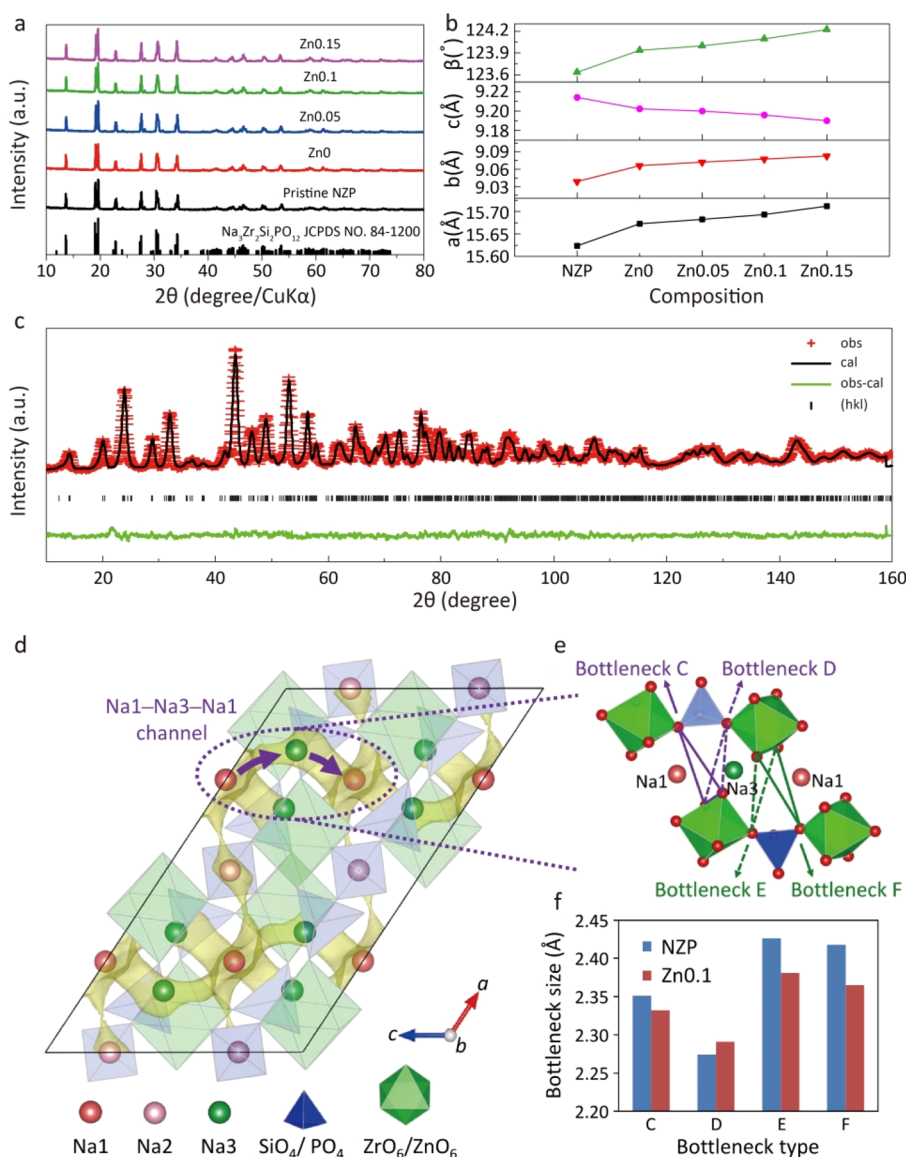 a
Intensity (a.u.)
Zn0.15
Zn0.1
Zn0.05
Zn0
Pristine NZP
Na3Zr2Si2PO12 JCPDS NO. 84-1200
10 20 30 40 50 60 70 80
2θ (degree/CuKα)
b
β(°)
124.2
123.9
123.6
c(Å)
9.22
9.20
9.18
b(Å)
9.09
9.06
9.03
a(Å)
15.70
15.65
15.60
NZP Zn0 Zn0.05 Zn0.1 Zn0.15
Composition
c
Intensity (a.u.)
obs
cal
obs-cal
(hkl)
20 40 60 80 100 120 140 160
2θ (degree)
d
Na1–Na3–Na1
channel
a
c
b
Na1
Na2
Na3
SiO4/ PO4
ZrO6/ZnO6
e
Bottleneck C
Bottleneck D
Na1
Na3
Na1
Bottleneck E
Bottleneck F
f
Bottleneck size (Å)
2.45
2.40
2.35
2.30
2.25
2.20
NZP
Zn0.1
C D E F
Bottleneck type